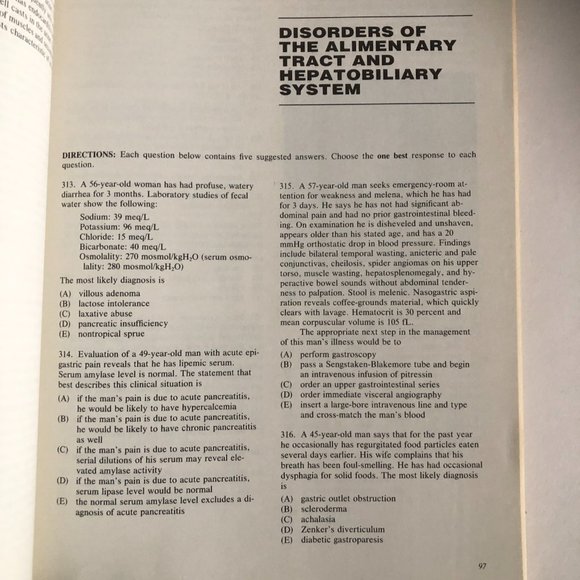 ell casts in the
of muscles and
DISORDERS OF
THE ALIMENTARY
TRACT AND
HEPATOBILIARY
SYSTEM
DIRECTIONS: Each question below contains five suggested answers. Choose the one best response to each
question.
313. A 56-year-old woman has had profuse, watery
diarrhea for 3 months. Laboratory studies of fecal
water show the following:
Sodium: 39 meq/L
Potassium: 96 meq/L
Chloride: 15 meq/L
Bicarbonate: 40 meq/L
Osmolality: 270 mosmol/kgH₂O (serum osmo-
lality: 280 mosmol/kgH₂O)
The most likely diagnosis is
(A) villous adenoma
(B) lactose intolerance
(C) laxative abuse
(D) pancreatic insufficiency
(E) nontropical sprue
314. Evaluation of a 49-year-old man with acute epi-
gastric pain reveals that he has lipemic serum.
Serum amylase level is normal. The statement that
best describes this clinical situation is
(A) if the man's pain is due to acute pancreatitis,
he would be likely to have hypercalcemia
(B) if the man's pain is due to acute pancreatitis,
he would be likely to have chronic pancreatitis
as well
(C) if the man's pain is due to acute pancreatitis,
serial dilutions of his serum may reveal ele-
vated amylase activity
(D) if the man's pain is due to acute pancreatitis,
serum lipase level would be normal
(E) the normal serum amylase level excludes a di-
agnosis of acute pancreatitis
315. A 57-year-old man seeks emergency-room at-
tention for weakness and melena, which he has had
for 3 days. He says he has not had significant ab-
dominal pain and had no prior gastrointestinal bleed-
ing. On examination he is disheveled and unshaven,
appears older than his stated age, and has a 20
mmHg orthostatic drop in blood pressure. Findings
include bilateral temporal wasting, anicteric and pale
conjunctivas, cheilosis, spider angiomas on his upper
torso, muscle wasting, hepatosplenomegaly, and hy-
peractive bowel sounds without abdominal tender-
ness to palpation. Stool is melenic. Nasogastric aspi-
ration reveals coffee-grounds material, which quickly
clears with lavage. Hematocrit is 30 percent and
mean corpuscular volume is 105 fL.
The appropriate next step in the management
of this man's illness would be to
(A) perform gastroscopy
(B) pass a Sengstaken-Blakemore tube and begin
an intravenous infusion of pitressin
(C) order an upper gastrointestinal series
(D) order immediate visceral angiography
(E) insert a large-bore intravenous line and type
and cross-match the man's blood
316. A 45-year-old man says that for the past year
he occasionally has regurgitated food particles eaten
several days earlier. His wife complains that his
breath has been foul-smelling. He has had occasional
dysphagia for solid foods. The most likely diagnosis
is
(A) gastric outlet obstruction
(B) scleroderma
(C) achalasia
(D) Zenker's diverticulum
(E) diabetic gastroparesis
97